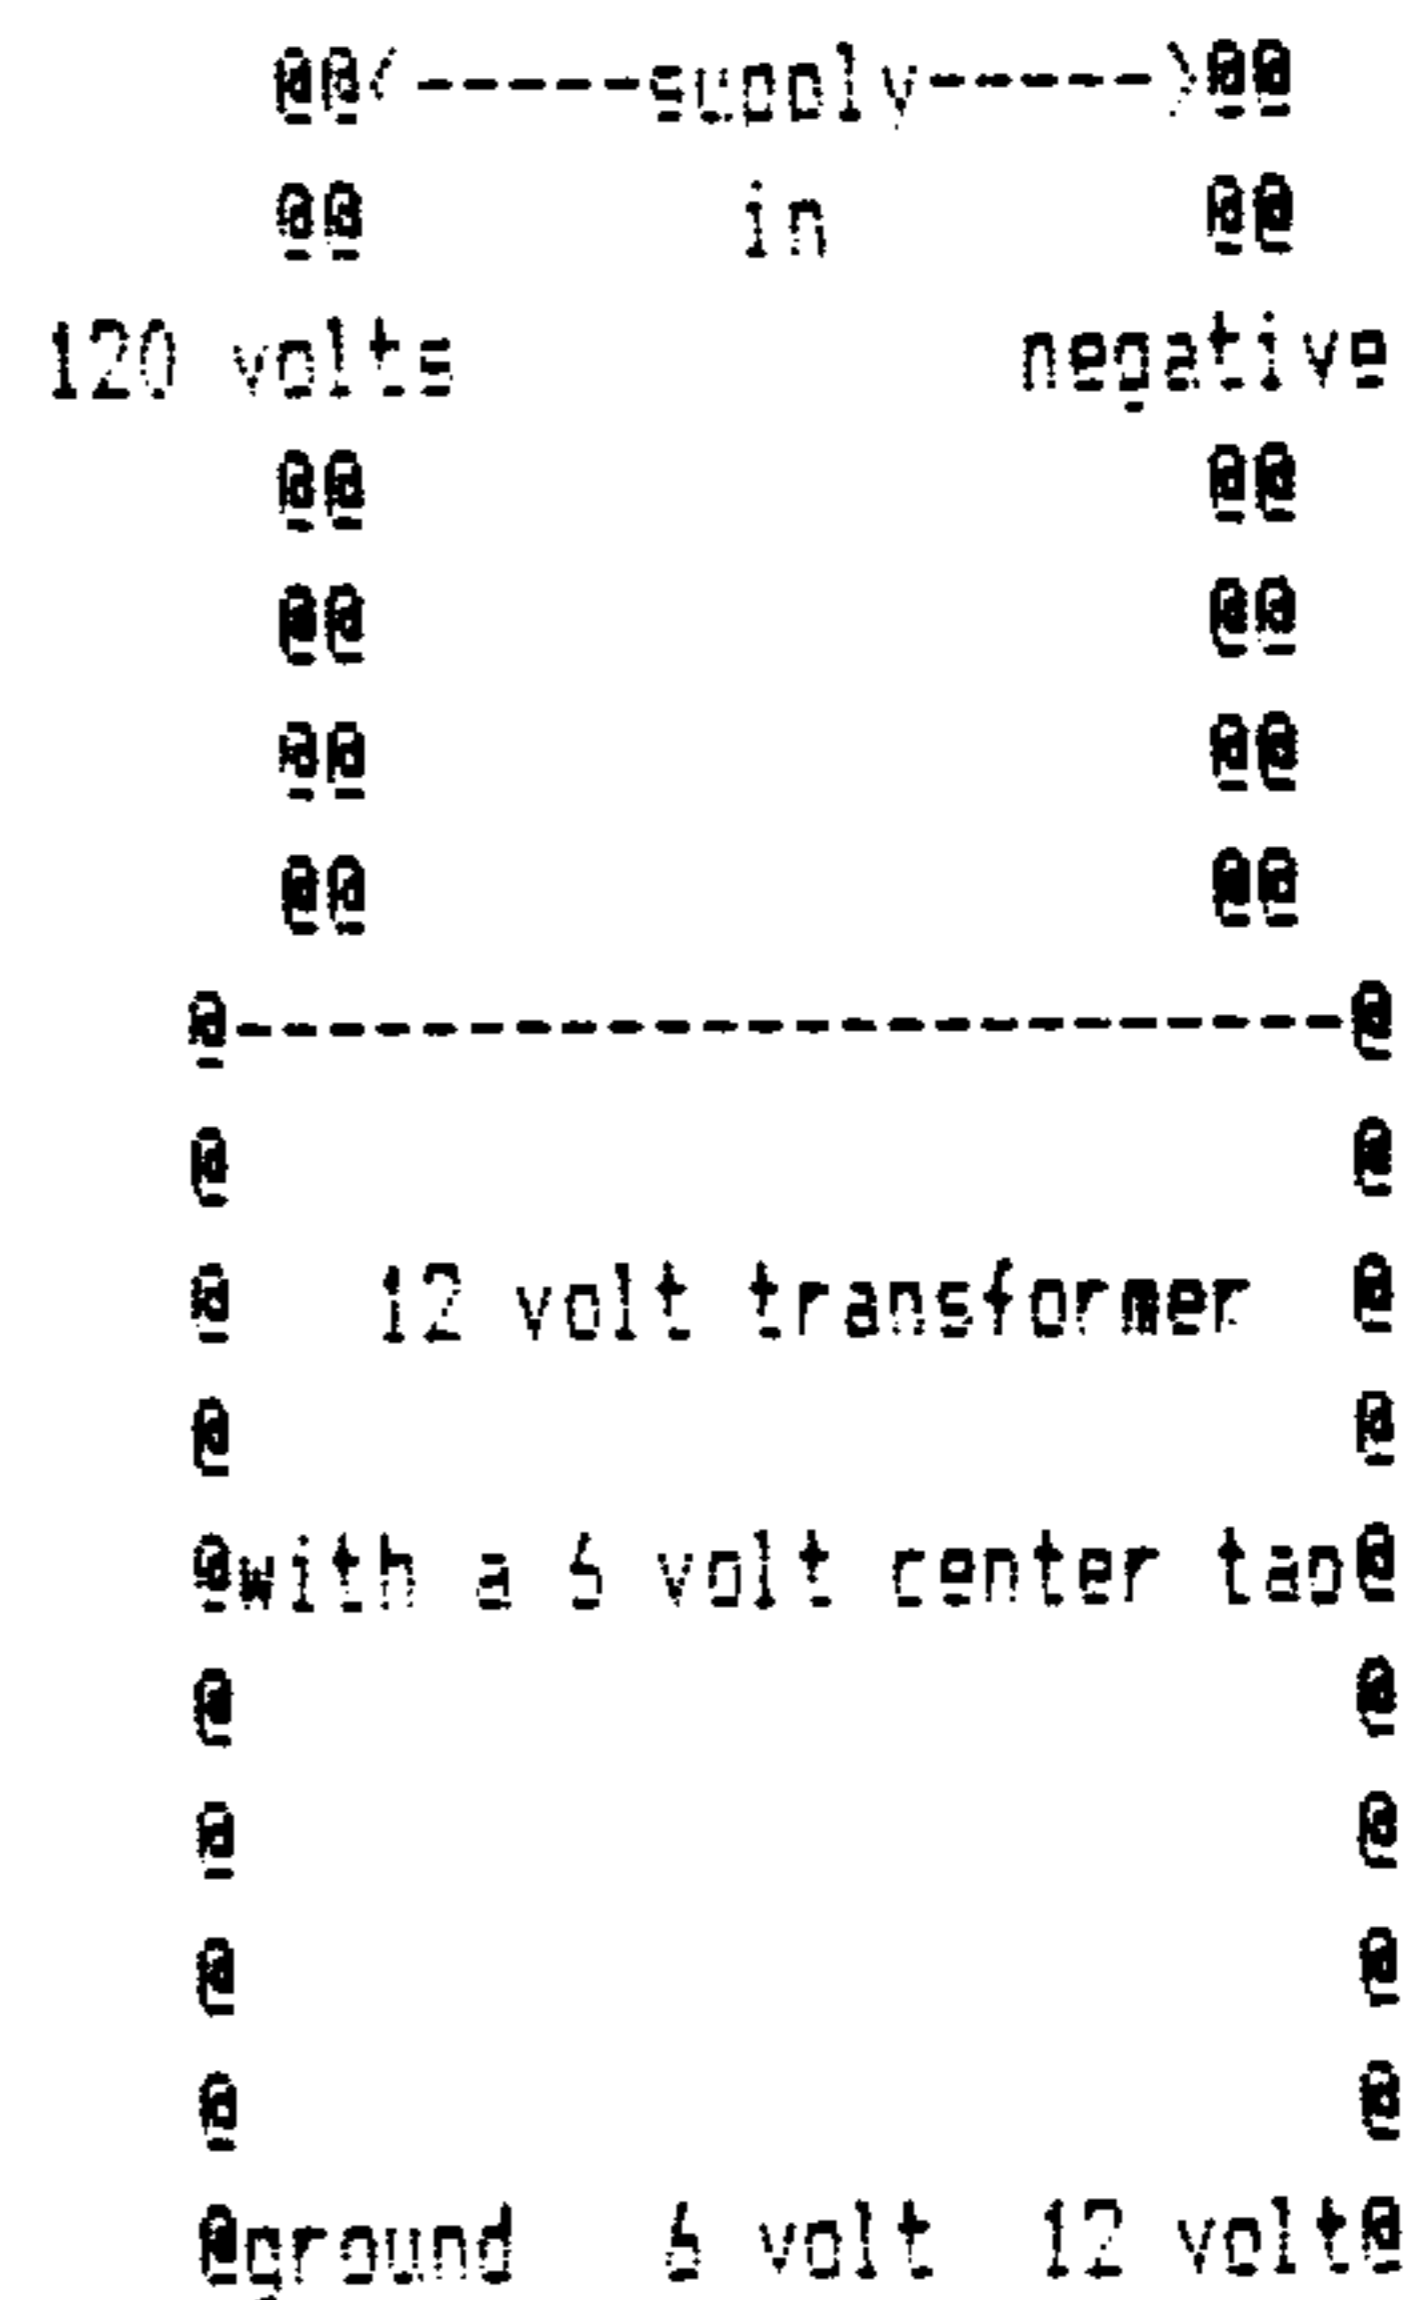 @@<-----supply----->@@
@@ in @@
120 volts negative
@@ @@
@@ @@
@@ @@
@@ @@
@------------------------@
@ @
@ 12 volt transformer @
@ @
@with a 6 volt center tap@
@ @
@ @
@ @
@ @
@ground 6 volt 12 volt@